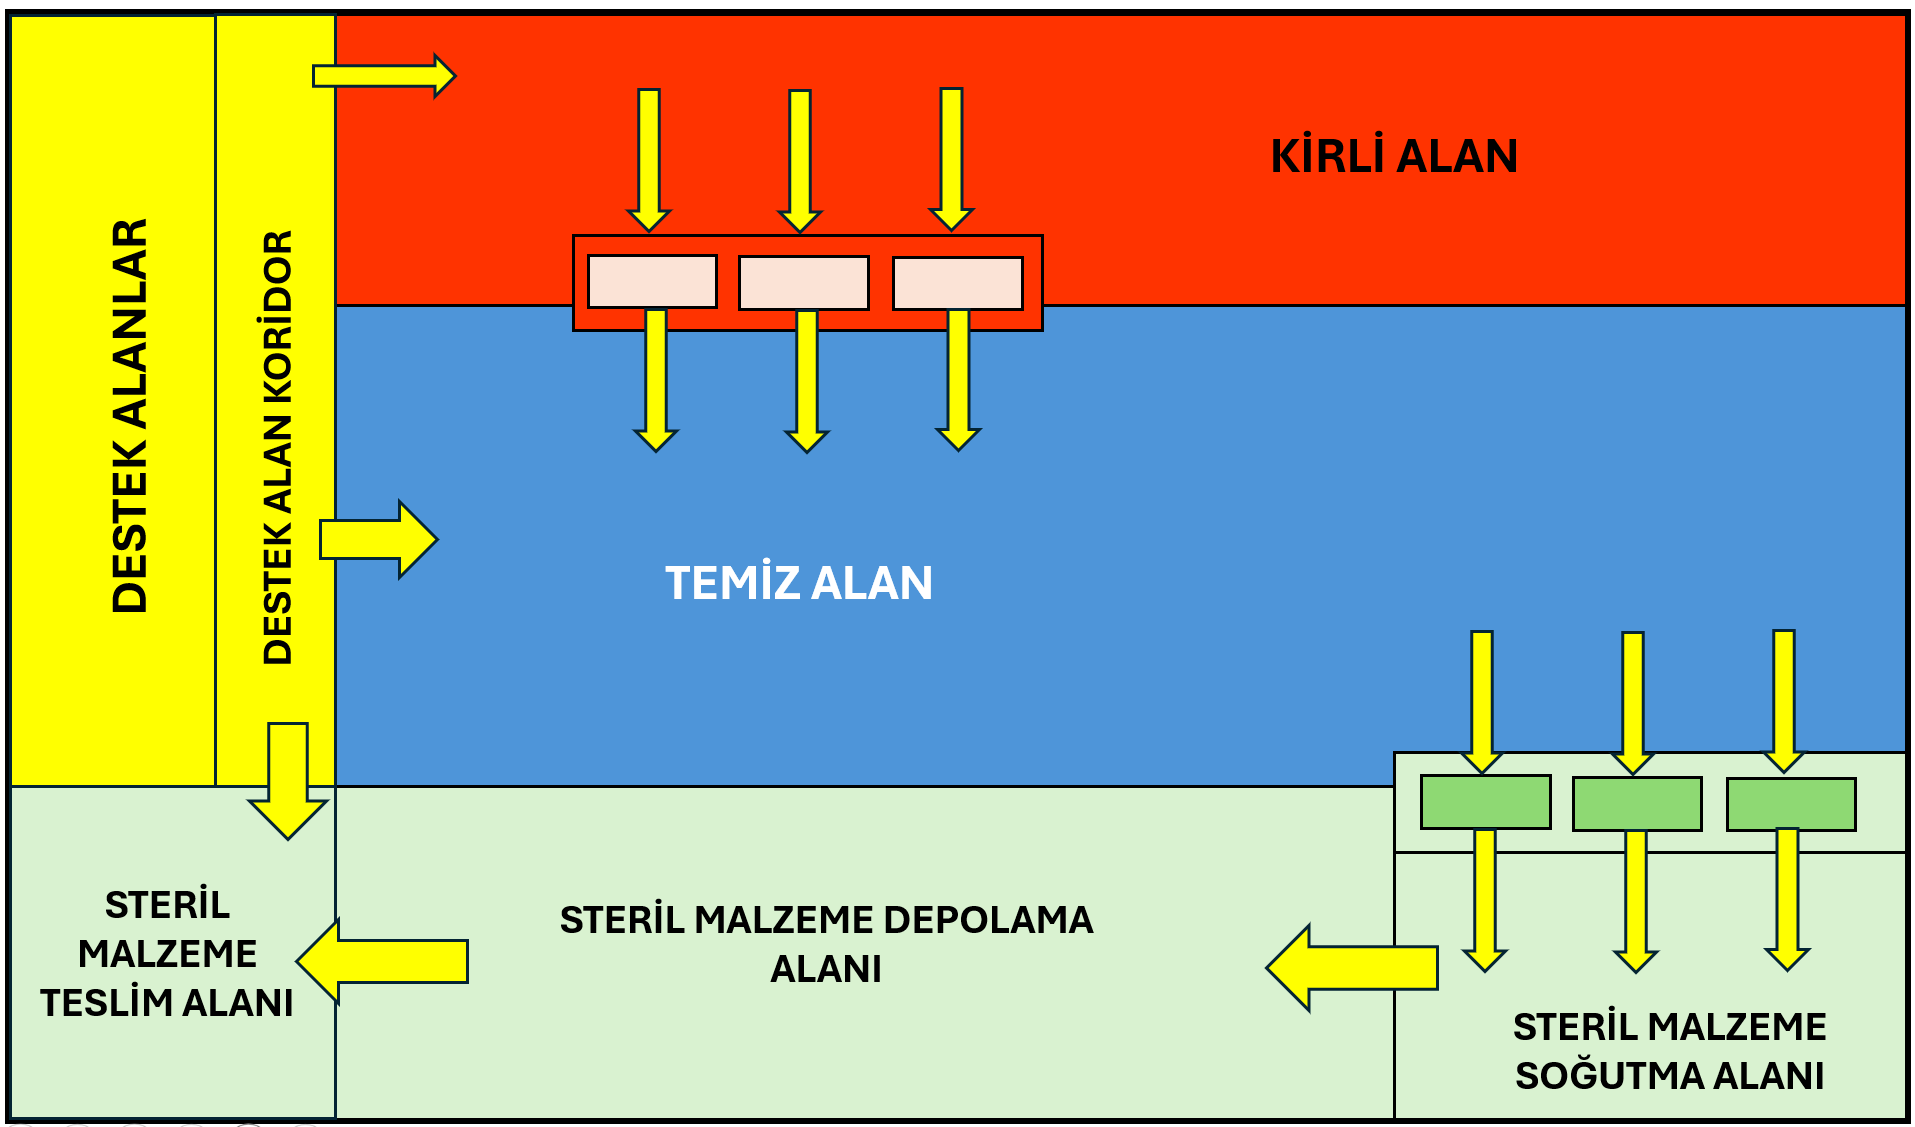 DESTEK ALANLAR
DESTEK ALAN KORİDOR
KİRLİ ALAN
TEMİZ ALAN
STERİL
MALZEME
TESLİM ALANI
STERİL MALZEME DEPOLAMA
ALANI
STERİL MALZEME
SOĞUTMA ALANI